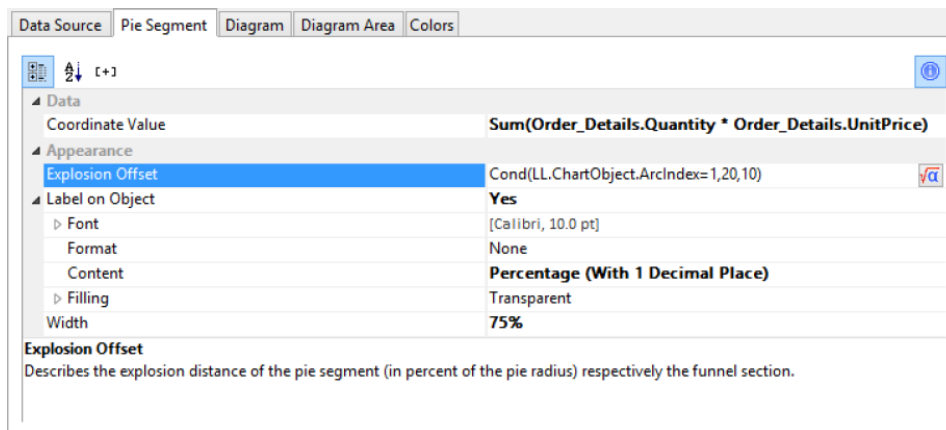 Data Source Pie Segment Diagram Diagram Area Colors
A Z [+]
Data
Coordinate Value Sum(Order_Details.Quantity * Order_Details.UnitPrice)
Appearance
Explosion Offset Cond(LL.ChartObject.ArcIndex=1,20,10) √α
Label on Object Yes
Font [Calibri, 10.0 pt]
Format None
Content Percentage (With 1 Decimal Place)
Filling Transparent
Width 75%
Explosion Offset
Describes the explosion distance of the pie segment (in percent of the pie radius) respectively the funnel section.